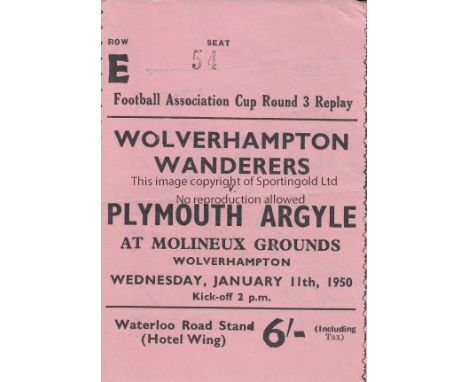 ROW SEAT
E 54
Football Association Cup Round 3 Replay
WOLVERHAMPTON
WANDERERS
This image copyright of Sportingold Ltd
v.
No reproduction allowed
PLYMOUTH ARGYLE
AT MOLINEUX GROUNDS
WOLVERHAMPTON
WEDNESDAY, JANUARY 11th, 1950
Kick-off 2 p.m.
Waterloo Road Stand 6/- (Including
(Hotel Wing) Tax)